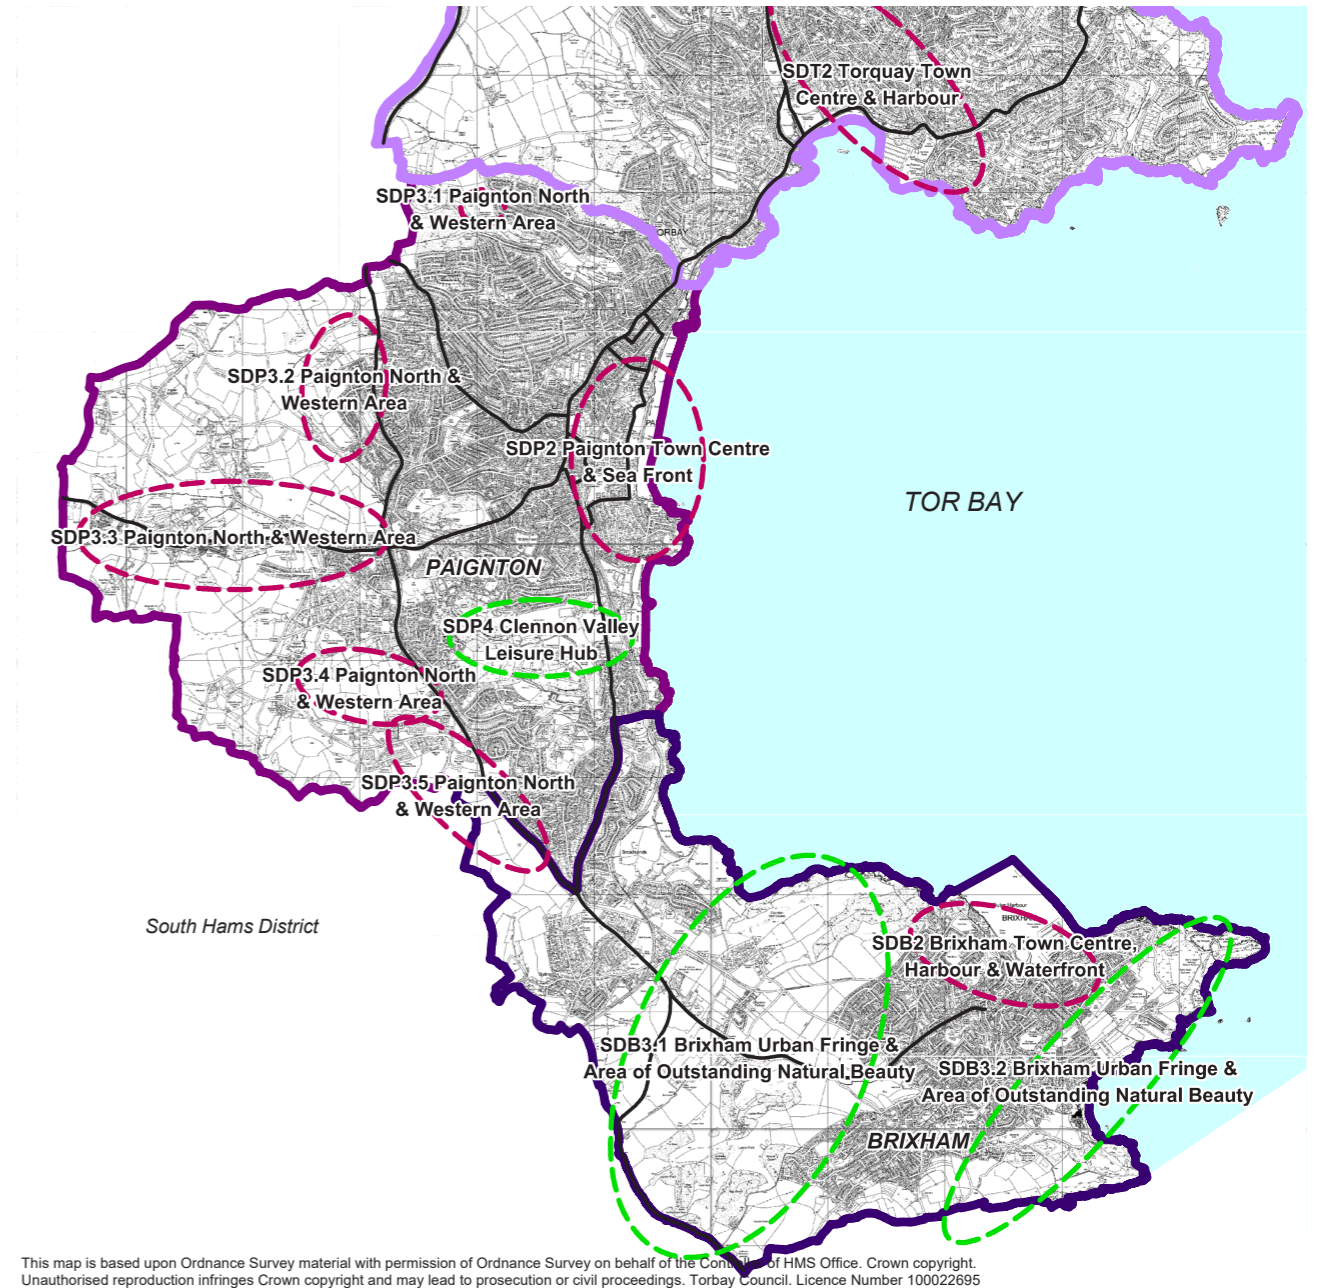 SDT2 Torquay Town
Centre & Harbour
SDP3.1 Paignton North
& Western Area
ORBAY
SDP3.2 Paignton North &
Western Area
PA
SDP2 Paignton Town Centre
& Sea Front
TOR BAY
SDP3.3 Paignton North & Western Area
PAIGNTON
SDP4 Clennon Valley
Leisure Hub
SDP3.4 Paignton North
& Western Area
SDP3.5 Paignton North
& Western Area
South Hams District
BRIXHAM
SDB2 Brixham Town Centre,
Harbour & Waterfront
SDB3.1 Brixham Urban Fringe &
Area of Outstanding Natural Beauty
SDB3.2 Brixham Urban Fringe &
Area of Outstanding Natural Beauty
BRIXHAM
This map is based upon Ordnance Survey material with permission of Ordnance Survey on behalf of the of HMS Office. Crown copyright.
Unauthorised reproduction infringes Crown copyright and may lead to prosecution or civil proceedings. Torbay Council. Licence Number 100022695